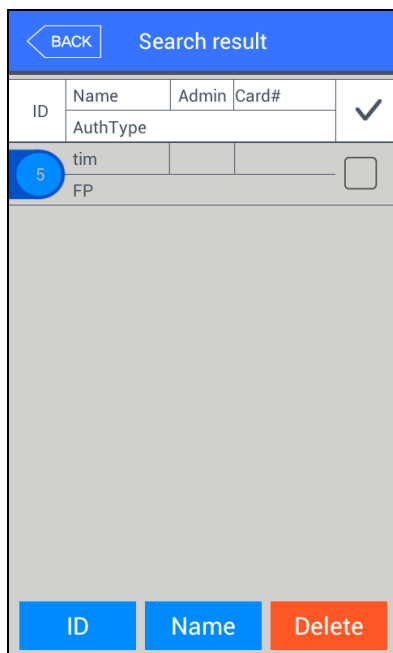 BACK Search result
ID Name Admin Card#
AuthType
5 tim
FP
ID Name Delete